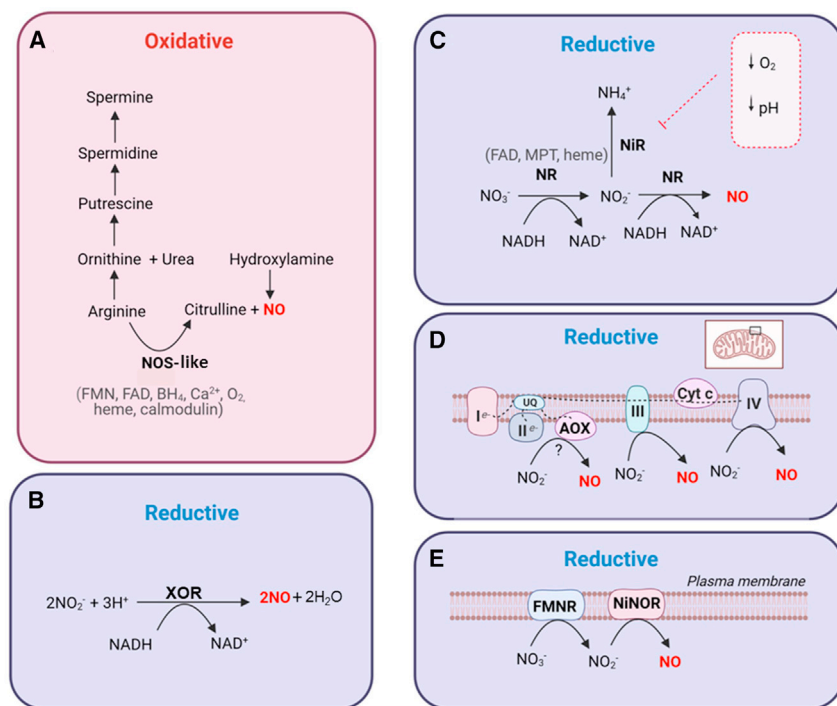 A
Oxidative
Spermine
Spermidine
Putrescine
Ornithine + Urea
Hydroxylamine
Arginine
Citrulline + NO
NOS-like
(FMN, FAD, BH₄, Ca²⁺, O₂,
heme, calmodulin)
B
Reductive
2NO₂⁻ + 3H⁺
XOR
2NO + 2H₂O
NADH
NAD⁺
C
Reductive
O₂
pH
NH₄⁺
(FAD, MPT, heme)
NiR
NR
NR
NO₃⁻
NO₂⁻
NO
NADH
NAD⁺
NADH
NAD⁺
D
Reductive
I e⁻
UQ
II e⁻
AOX
III
Cyt c
IV
?
NO₂⁻
NO
NO₂⁻
NO
NO₂⁻
NO
E
Reductive
Plasma membrane
FMNR
NiNOR
NO₃⁻
NO₂⁻
NO